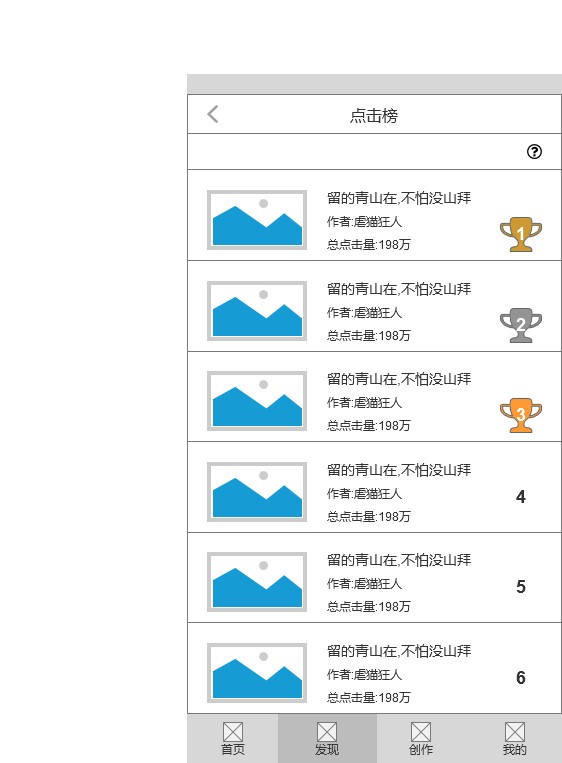 点击榜
?
留的青山在,不怕没山拜
作者:虐猫狂人
总点击量:198万
1
留的青山在,不怕没山拜
作者:虐猫狂人
总点击量:198万
2
留的青山在,不怕没山拜
作者:虐猫狂人
总点击量:198万
3
留的青山在,不怕没山拜
作者:虐猫狂人
总点击量:198万
4
留的青山在,不怕没山拜
作者:虐猫狂人
总点击量:198万
5
留的青山在,不怕没山拜
作者:虐猫狂人
总点击量:198万
6
首页 发现 创作 我的